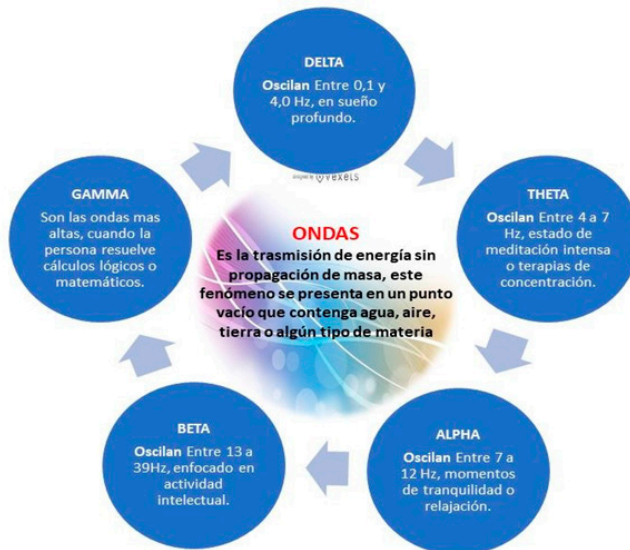 DELTA
Oscilan Entre 0,1 y
4,0 Hz, en sueño
profundo.
THETA
Oscilan Entre 4 a 7
Hz, estado de
meditación intensa
o terapias de
concentración.
ALPHA
Oscilan Entre 7 a
12 Hz, momentos
de tranquilidad o
relajación.
BETA
Oscilan Entre 13 a
39Hz, enfocado en
actividad
intelectual.
GAMMA
Son las ondas mas
altas, cuando la
persona resuelve
cálculos lógicos o
matemáticos.
vexels
ONDAS
Es la trasmisión de energía sin
propagación de masa, este
fenómeno se presenta en un punto
vacío que contenga agua, aire,
tierra o algún tipo de materia